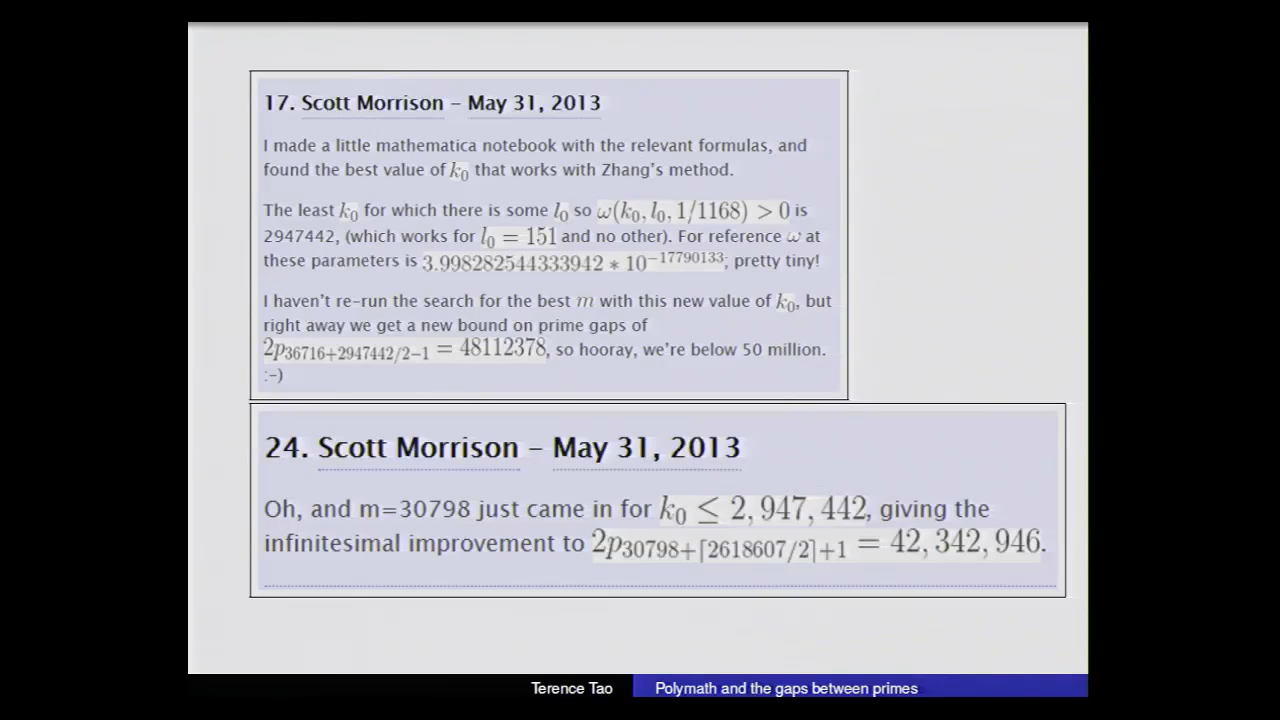 17. Scott Morrison – May 31, 2013
I made a little mathematica notebook with the relevant formulas, and
found the best value of k₀ that works with Zhang's method.
The least k₀ for which there is some l₀ so ω(k₀, l₀, 1/1168) > 0 is
2947442, (which works for l₀ = 151 and no other). For reference ω at
these parameters is 3.998282544333942 * 10^−17790133; pretty tiny!
I haven't re-run the search for the best m with this new value of k₀, but
right away we get a new bound on prime gaps of
2p_{36716+2947442/2−1} = 48112378, so hooray, we're below 50 million.
:-)
24. Scott Morrison – May 31, 2013
Oh, and m=30798 just came in for k₀ ≤ 2,947,442, giving the
infinitesimal improvement to 2p_{30798+⌈2618607/2⌉+1} = 42,342,946.
Terence Tao
Polymath and the gaps between primes